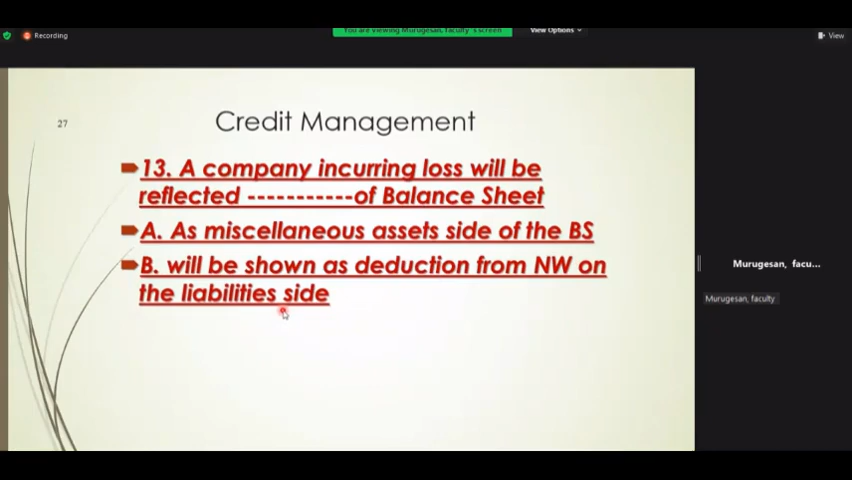 Recording
You are viewing Murugesan, faculty's screen
View Options
View
27
Credit Management
13. A company incurring loss will be
reflected -----------of Balance Sheet
A. As miscellaneous assets side of the BS
B. will be shown as deduction from NW on
the liabilities side
Murugesan, facu...
Murugesan, faculty